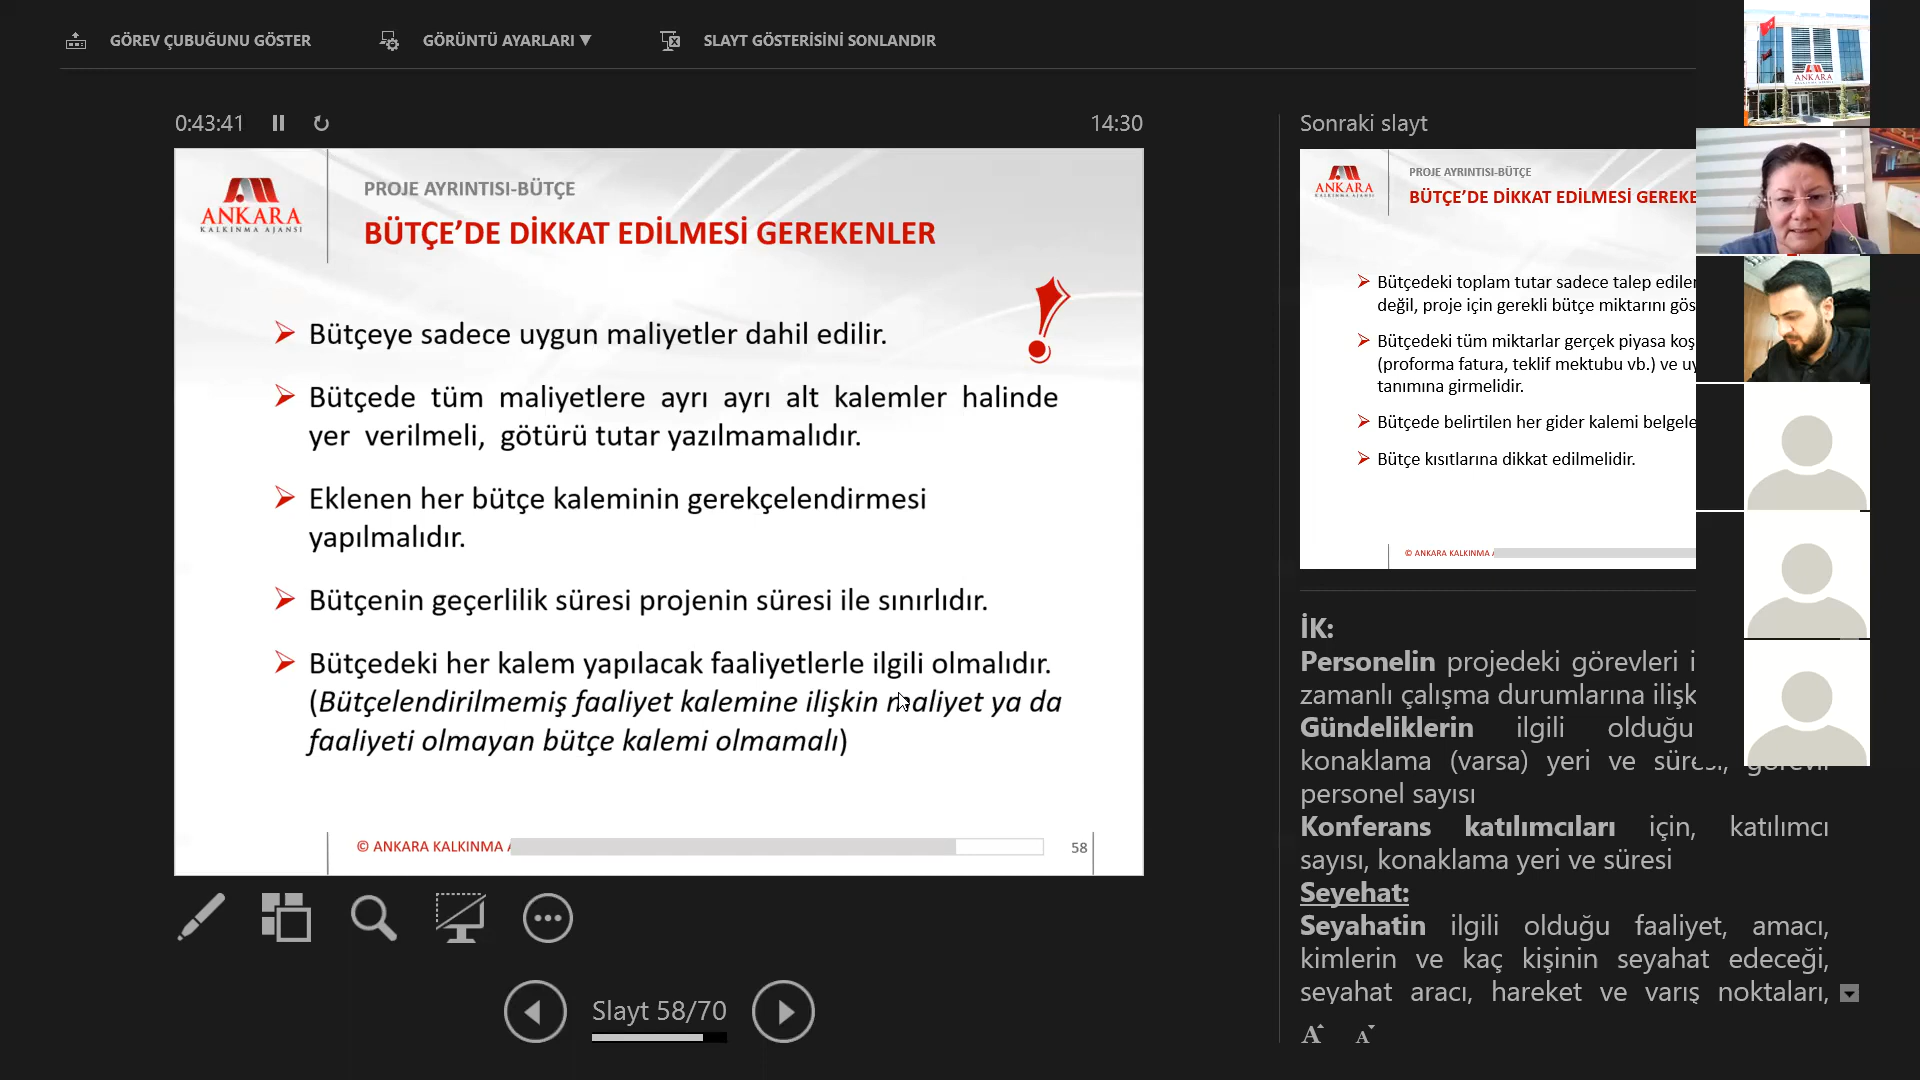 GÖREV ÇUBUĞUNU GÖSTER
GÖRÜNTÜ AYARLARI ▼
SLAYT GÖSTERİSİNİ SONLANDIR
0:43:41
14:30
ANKARA
KALKINMA AJANSI
PROJE AYRINTISI-BÜTÇE
BÜTÇE’DE DİKKAT EDİLMESİ GEREKENLER
Bütçeye sadece uygun maliyetler dahil edilir.
Bütçede tüm maliyetlere ayrı ayrı alt kalemler halinde
yer verilmeli, götürü tutar yazılmamalıdır.
Eklenen her bütçe kaleminin gerekçelendirmesi
yapılmalıdır.
Bütçenin geçerlilik süresi projenin süresi ile sınırlıdır.
Bütçedeki her kalem yapılacak faaliyetlerle ilgili olmalıdır.
(Bütçelendirilmemiş faaliyet kalemine ilişkin maliyet ya da
faaliyeti olmayan bütçe kalemi olmamalı)
© ANKARA KALKINMA
58
Slayt 58/70
Sonraki slayt
ANKARA
KALKINMA AJANSI
PROJE AYRINTISI-BÜTÇE
BÜTÇE’DE DİKKAT EDİLMESİ GEREKE
Bütçedeki toplam tutar sadece talep edilen
değil, proje için gerekli bütçe miktarını gös
Bütçedeki tüm miktarlar gerçek piyasa koş
(proforma fatura, teklif mektubu vb.) ve uy
tanımına girmelidir.
Bütçede belirtilen her gider kalemi belgele
Bütçe kısıtlarına dikkat edilmelidir.
© ANKARA KALKINMA
İK:
Personelin projedeki görevleri i
zamanlı çalışma durumlarına ilişk
Gündeliklerin ilgili olduğu
konaklama (varsa) yeri ve süresi, görevli
personel sayısı
Konferans katılımcıları için, katılımcı
sayısı, konaklama yeri ve süresi
Seyehat:
Seyahatin ilgili olduğu faaliyet, amacı,
kimlerin ve kaç kişinin seyahat edeceği,
seyahat aracı, hareket ve varış noktaları,
A A
ANKARA